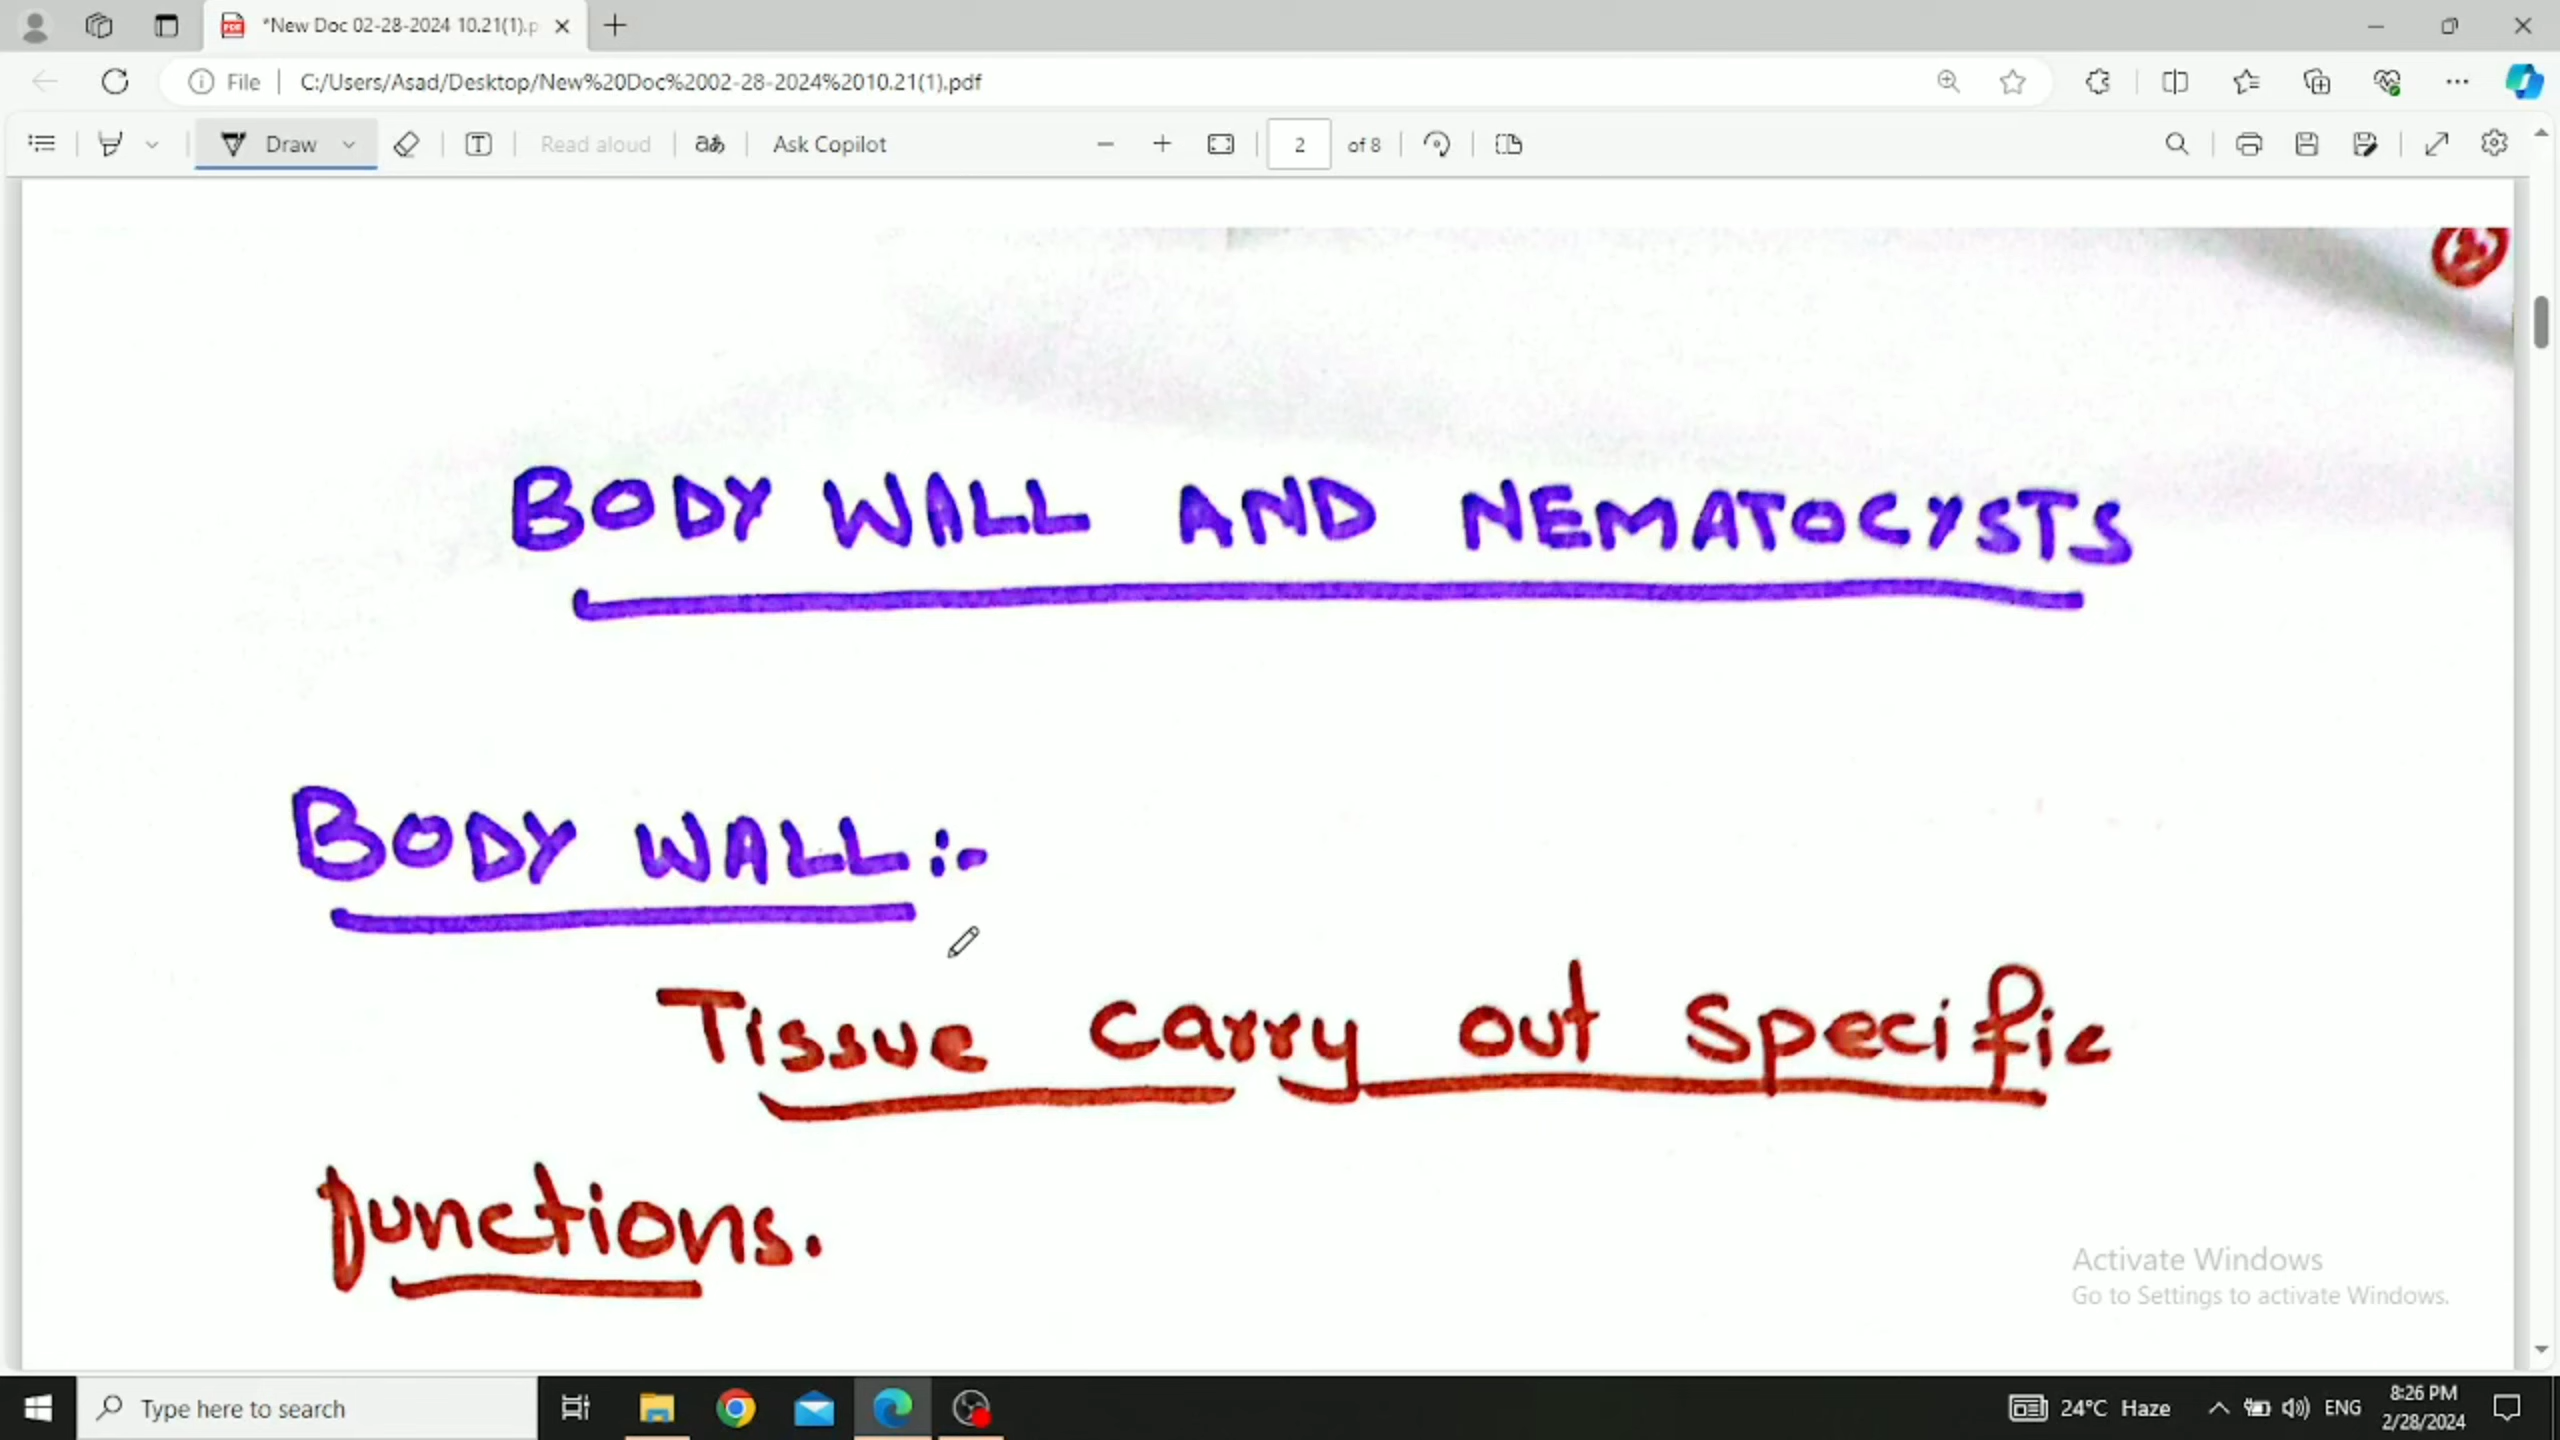 *New Doc 02-28-2024 10.21(1).p
File
C:/Users/Asad/Desktop/New%20Doc%2002-28-2024%2010.21(1).pdf
Draw
Read aloud
aあ
Ask Copilot
2 of 8
BODY WALL AND NEMATOCYSTS
BODY WALL :-
Tissue carry out specific
functions.
Activate Windows
Go to Settings to activate Windows.
Type here to search
24°C Haze
ENG
8:26 PM
2/28/2024